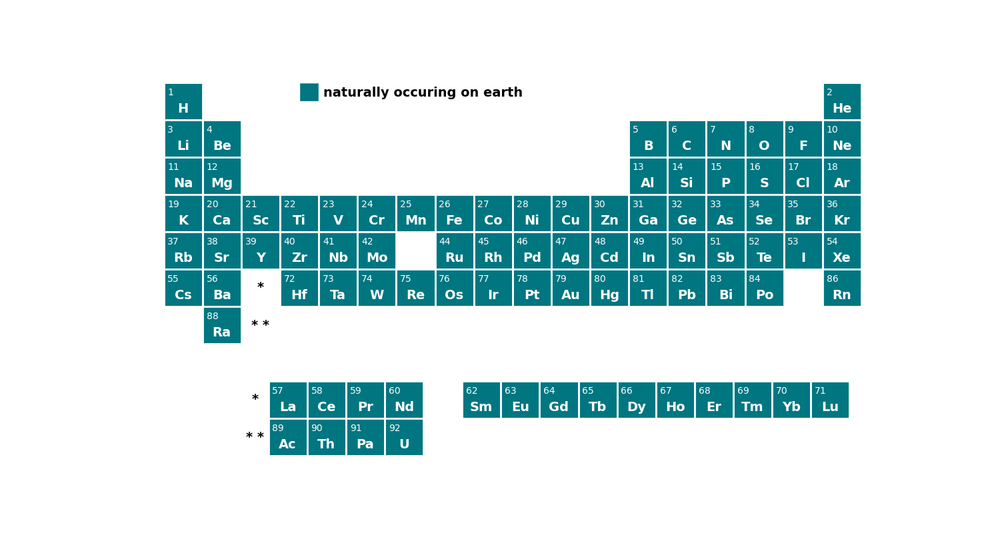 naturally occuring on earth
1 2
H He
3 4 5 6 7 8 9 10
Li Be B C N O F Ne
11 12 13 14 15 16 17 18
Na Mg Al Si P S Cl Ar
19 20 21 22 23 24 25 26 27 28 29 30 31 32 33 34 35 36
K Ca Sc Ti V Cr Mn Fe Co Ni Cu Zn Ga Ge As Se Br Kr
37 38 39 40 41 42 44 45 46 47 48 49 50 51 52 53 54
Rb Sr Y Zr Nb Mo Ru Rh Pd Ag Cd In Sn Sb Te I Xe
55 56 72 73 74 75 76 77 78 79 80 81 82 83 84 86
Cs Ba * Hf Ta W Re Os Ir Pt Au Hg Tl Pb Bi Po Rn
88
Ra * *
57 58 59 60 62 63 64 65 66 67 68 69 70 71
* La Ce Pr Nd Sm Eu Gd Tb Dy Ho Er Tm Yb Lu
89 90 91 92
* * Ac Th Pa U